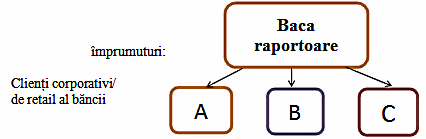 Baca
raportoare
împrumuturi:
Clienți corporativi/
de retail al băncii
A
B
C